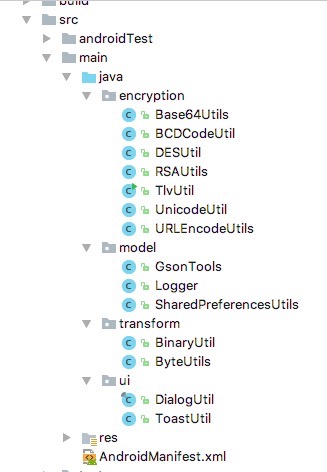 build
src
androidTest
main
java
encryption
Base64Utils
BCDCodeUtil
DESUtil
RSAUtils
TlvUtil
UnicodeUtil
URLEncodeUtils
model
GsonTools
Logger
SharedPreferencesUtils
transform
BinaryUtil
ByteUtils
ui
DialogUtil
ToastUtil
res
AndroidManifest.xml